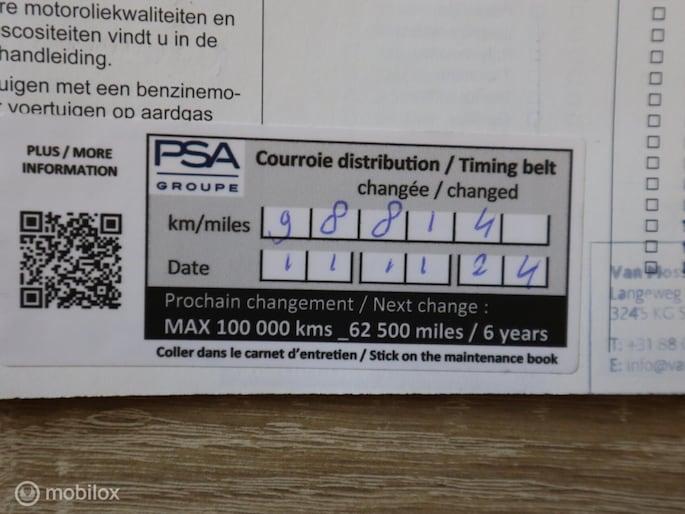 re motoroliekwaliteiten en
scositeiten vindt u in de
handleiding.
uigen met een benzinemo-
voertuigen op aardgas
PLUS / MORE
INFORMATION
PSA
GROUPE
Courroie distribution / Timing belt
changée / changed
km/miles 9 8 8 1 4
Date 1 1 1 1 2 4
Prochain changement / Next change :
MAX 100 000 kms _62 500 miles / 6 years
Coller dans le carnet d'entretien / Stick on the maintenance book
Langeweg
3245 KG S
T: +31 88
E: info@va
mobilox